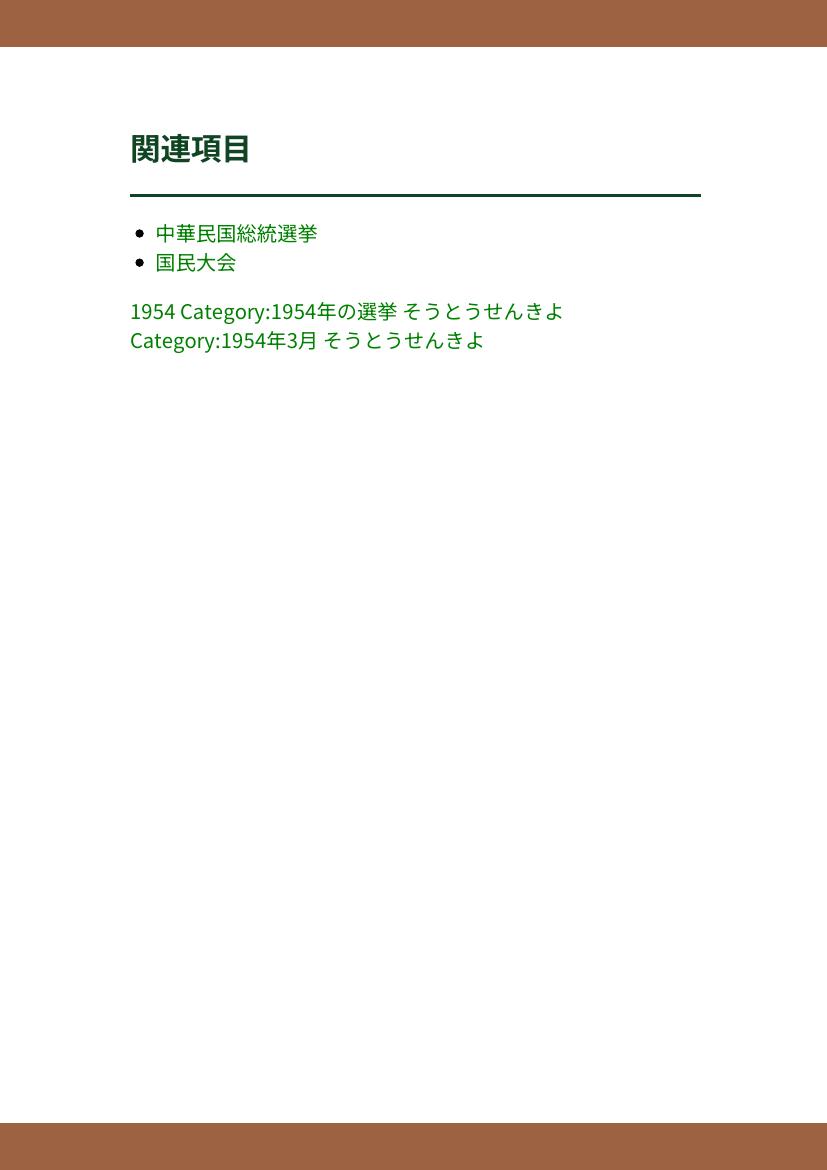 関連項目
中華民国総統選挙
国民大会
1954 Category:1954年の選挙 そうとうせんきよ
Category:1954年3月 そうとうせんきよ